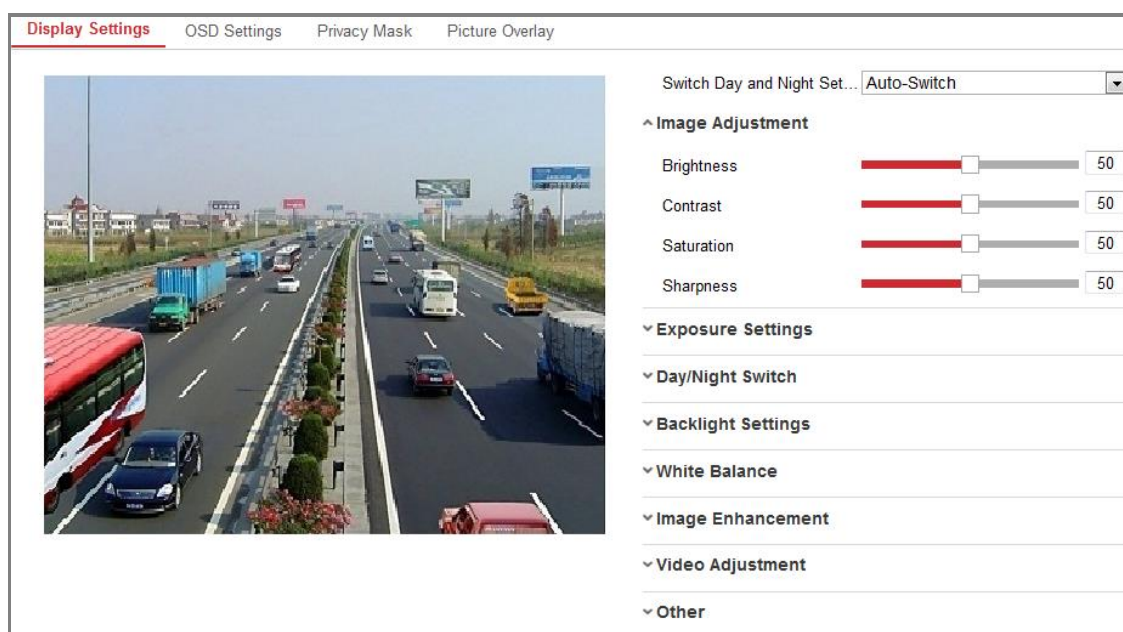 Display Settings OSD Settings Privacy Mask Picture Overlay
Switch Day and Night Set... Auto-Switch
Image Adjustment
Brightness 50
Contrast 50
Saturation 50
Sharpness 50
Exposure Settings
Day/Night Switch
Backlight Settings
White Balance
Image Enhancement
Video Adjustment
Other